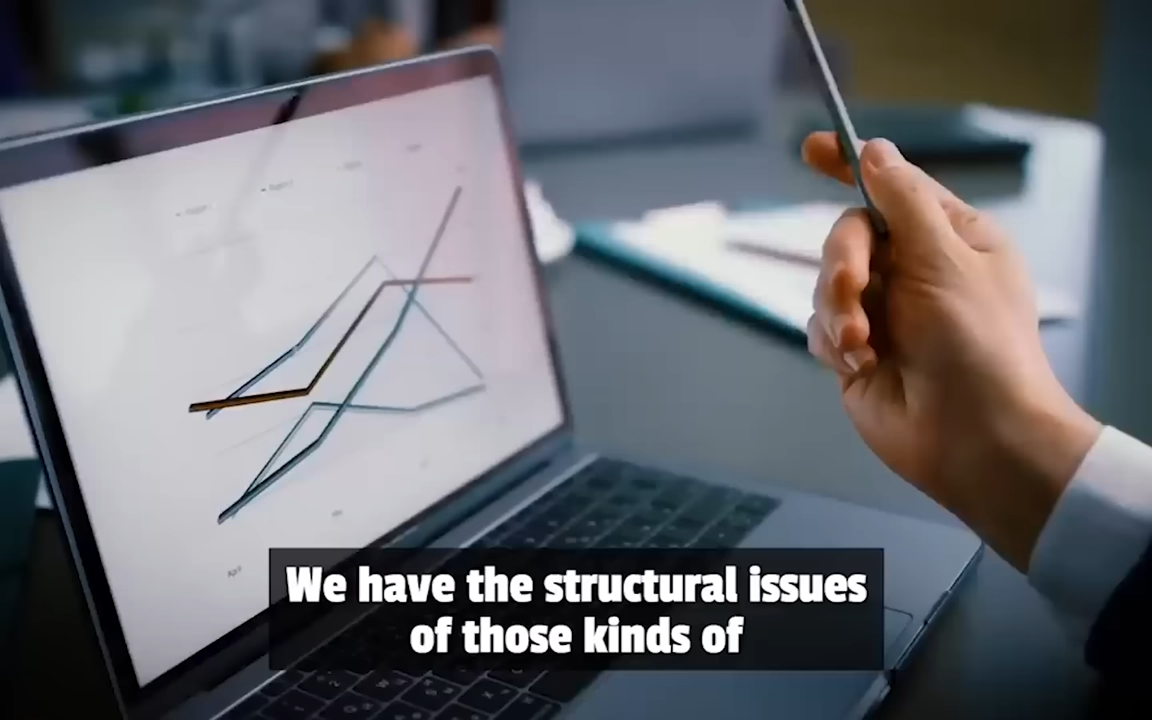 We have the structural issues
of those kinds of